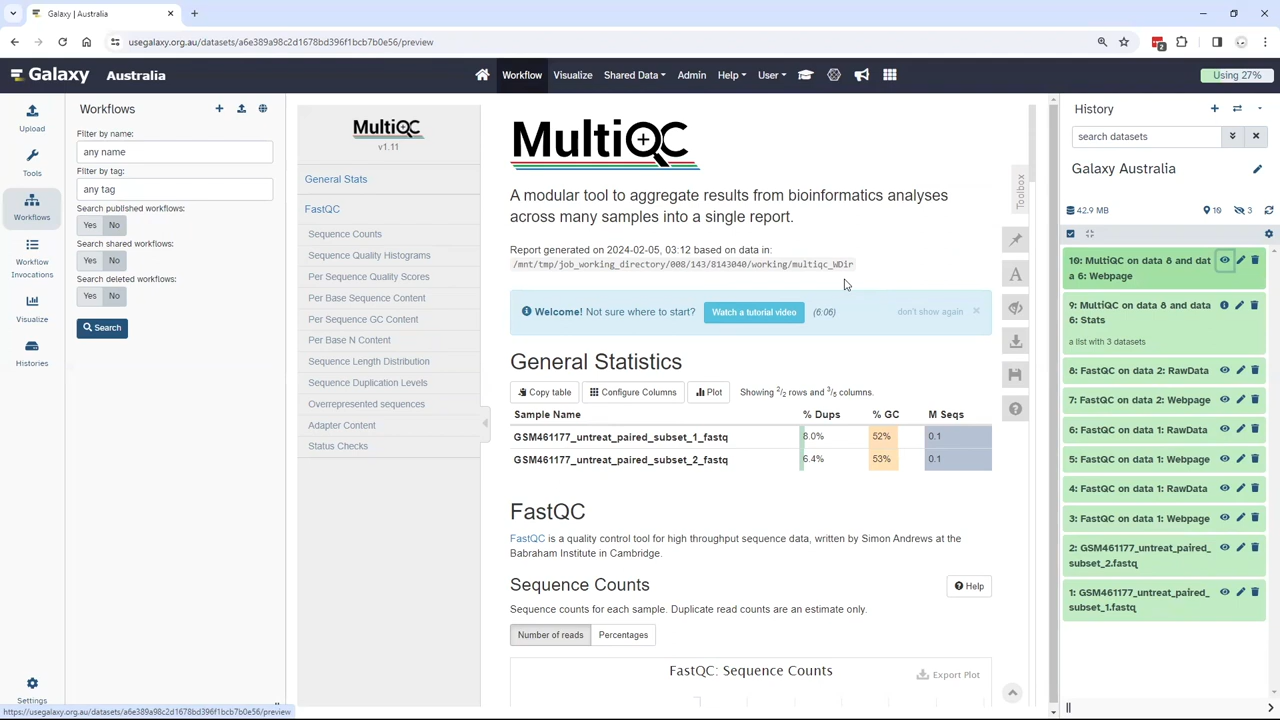 Galaxy | Australia
usegalaxy.org.au/datasets/a6e389a98c2d1678bd396f1bcb7b0e56/preview
2
Galaxy Australia
Workflow
Visualize
Shared Data
Admin
Help
User
Using 27%
Upload
Tools
Workflows
Workflow
Invocations
Visualize
Histories
Settings
Workflows
Filter by name:
any name
Filter by tag:
any tag
Search published workflows:
Yes No
Search shared workflows:
Yes No
Search deleted workflows:
Yes No
Search
MultiQC
v1.11
General Stats
FastQC
Sequence Counts
Sequence Quality Histograms
Per Sequence Quality Scores
Per Base Sequence Content
Per Sequence GC Content
Per Base N Content
Sequence Length Distribution
Sequence Duplication Levels
Overrepresented sequences
Adapter Content
Status Checks
MultiQC
A modular tool to aggregate results from bioinformatics analyses
across many samples into a single report.
Report generated on 2024-02-05, 03:12 based on data in:
/mnt/tmp/job_working_directory/008/143/8143040/working/multiqc_WDir
Welcome! Not sure where to start? Watch a tutorial video (6:06) don't show again ×
General Statistics
Copy table Configure Columns Plot Showing 2/2 rows and 3/5 columns.
Sample Name % Dups % GC M Seqs
GSM461177_untreat_paired_subset_1_fastq 8.0% 52% 0.1
GSM461177_untreat_paired_subset_2_fastq 6.4% 53% 0.1
FastQC
FastQC is a quality control tool for high throughput sequence data, written by Simon Andrews at the
Babraham Institute in Cambridge.
Sequence Counts
Help
Sequence counts for each sample. Duplicate read counts are an estimate only.
Number of reads Percentages
FastQC: Sequence Counts
Export Plot
Toolbox
A
History
search datasets
Galaxy Australia
42.9 MB 10 3
10: MultiQC on data 8 and dat
a 6: Webpage
9: MultiQC on data 8 and data
6: Stats
a list with 3 datasets
8: FastQC on data 2: RawData
7: FastQC on data 2: Webpage
6: FastQC on data 1: RawData
5: FastQC on data 1: Webpage
4: FastQC on data 1: RawData
3: FastQC on data 1: Webpage
2: GSM461177_untreat_paired_
subset_2.fastq
1: GSM461177_untreat_paired_
subset_1.fastq
https://usegalaxy.org.au/datasets/a6e389a98c2d1678bd396f1bcb7b0e56/preview